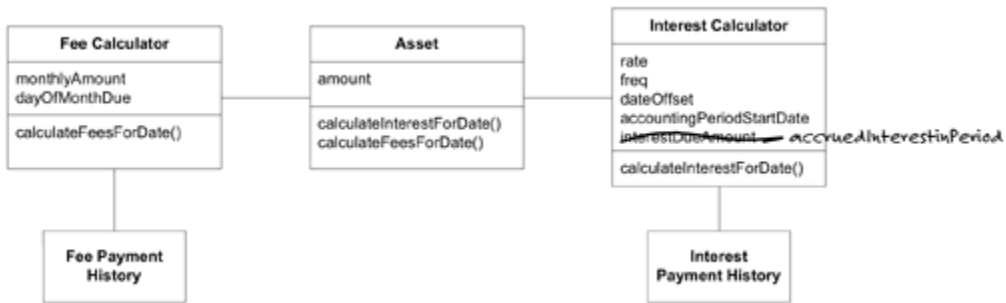 Fee Calculator
monthlyAmount
dayOfMonthDue
calculateFeesForDate()
Asset
amount
calculateInterestForDate()
calculateFeesForDate()
Interest Calculator
rate
freq
dateOffset
accountingPeriodStartDate
interestDueAmount accruedInterestinPeriod
calculateInterestForDate()
Fee Payment
History
Interest
Payment History